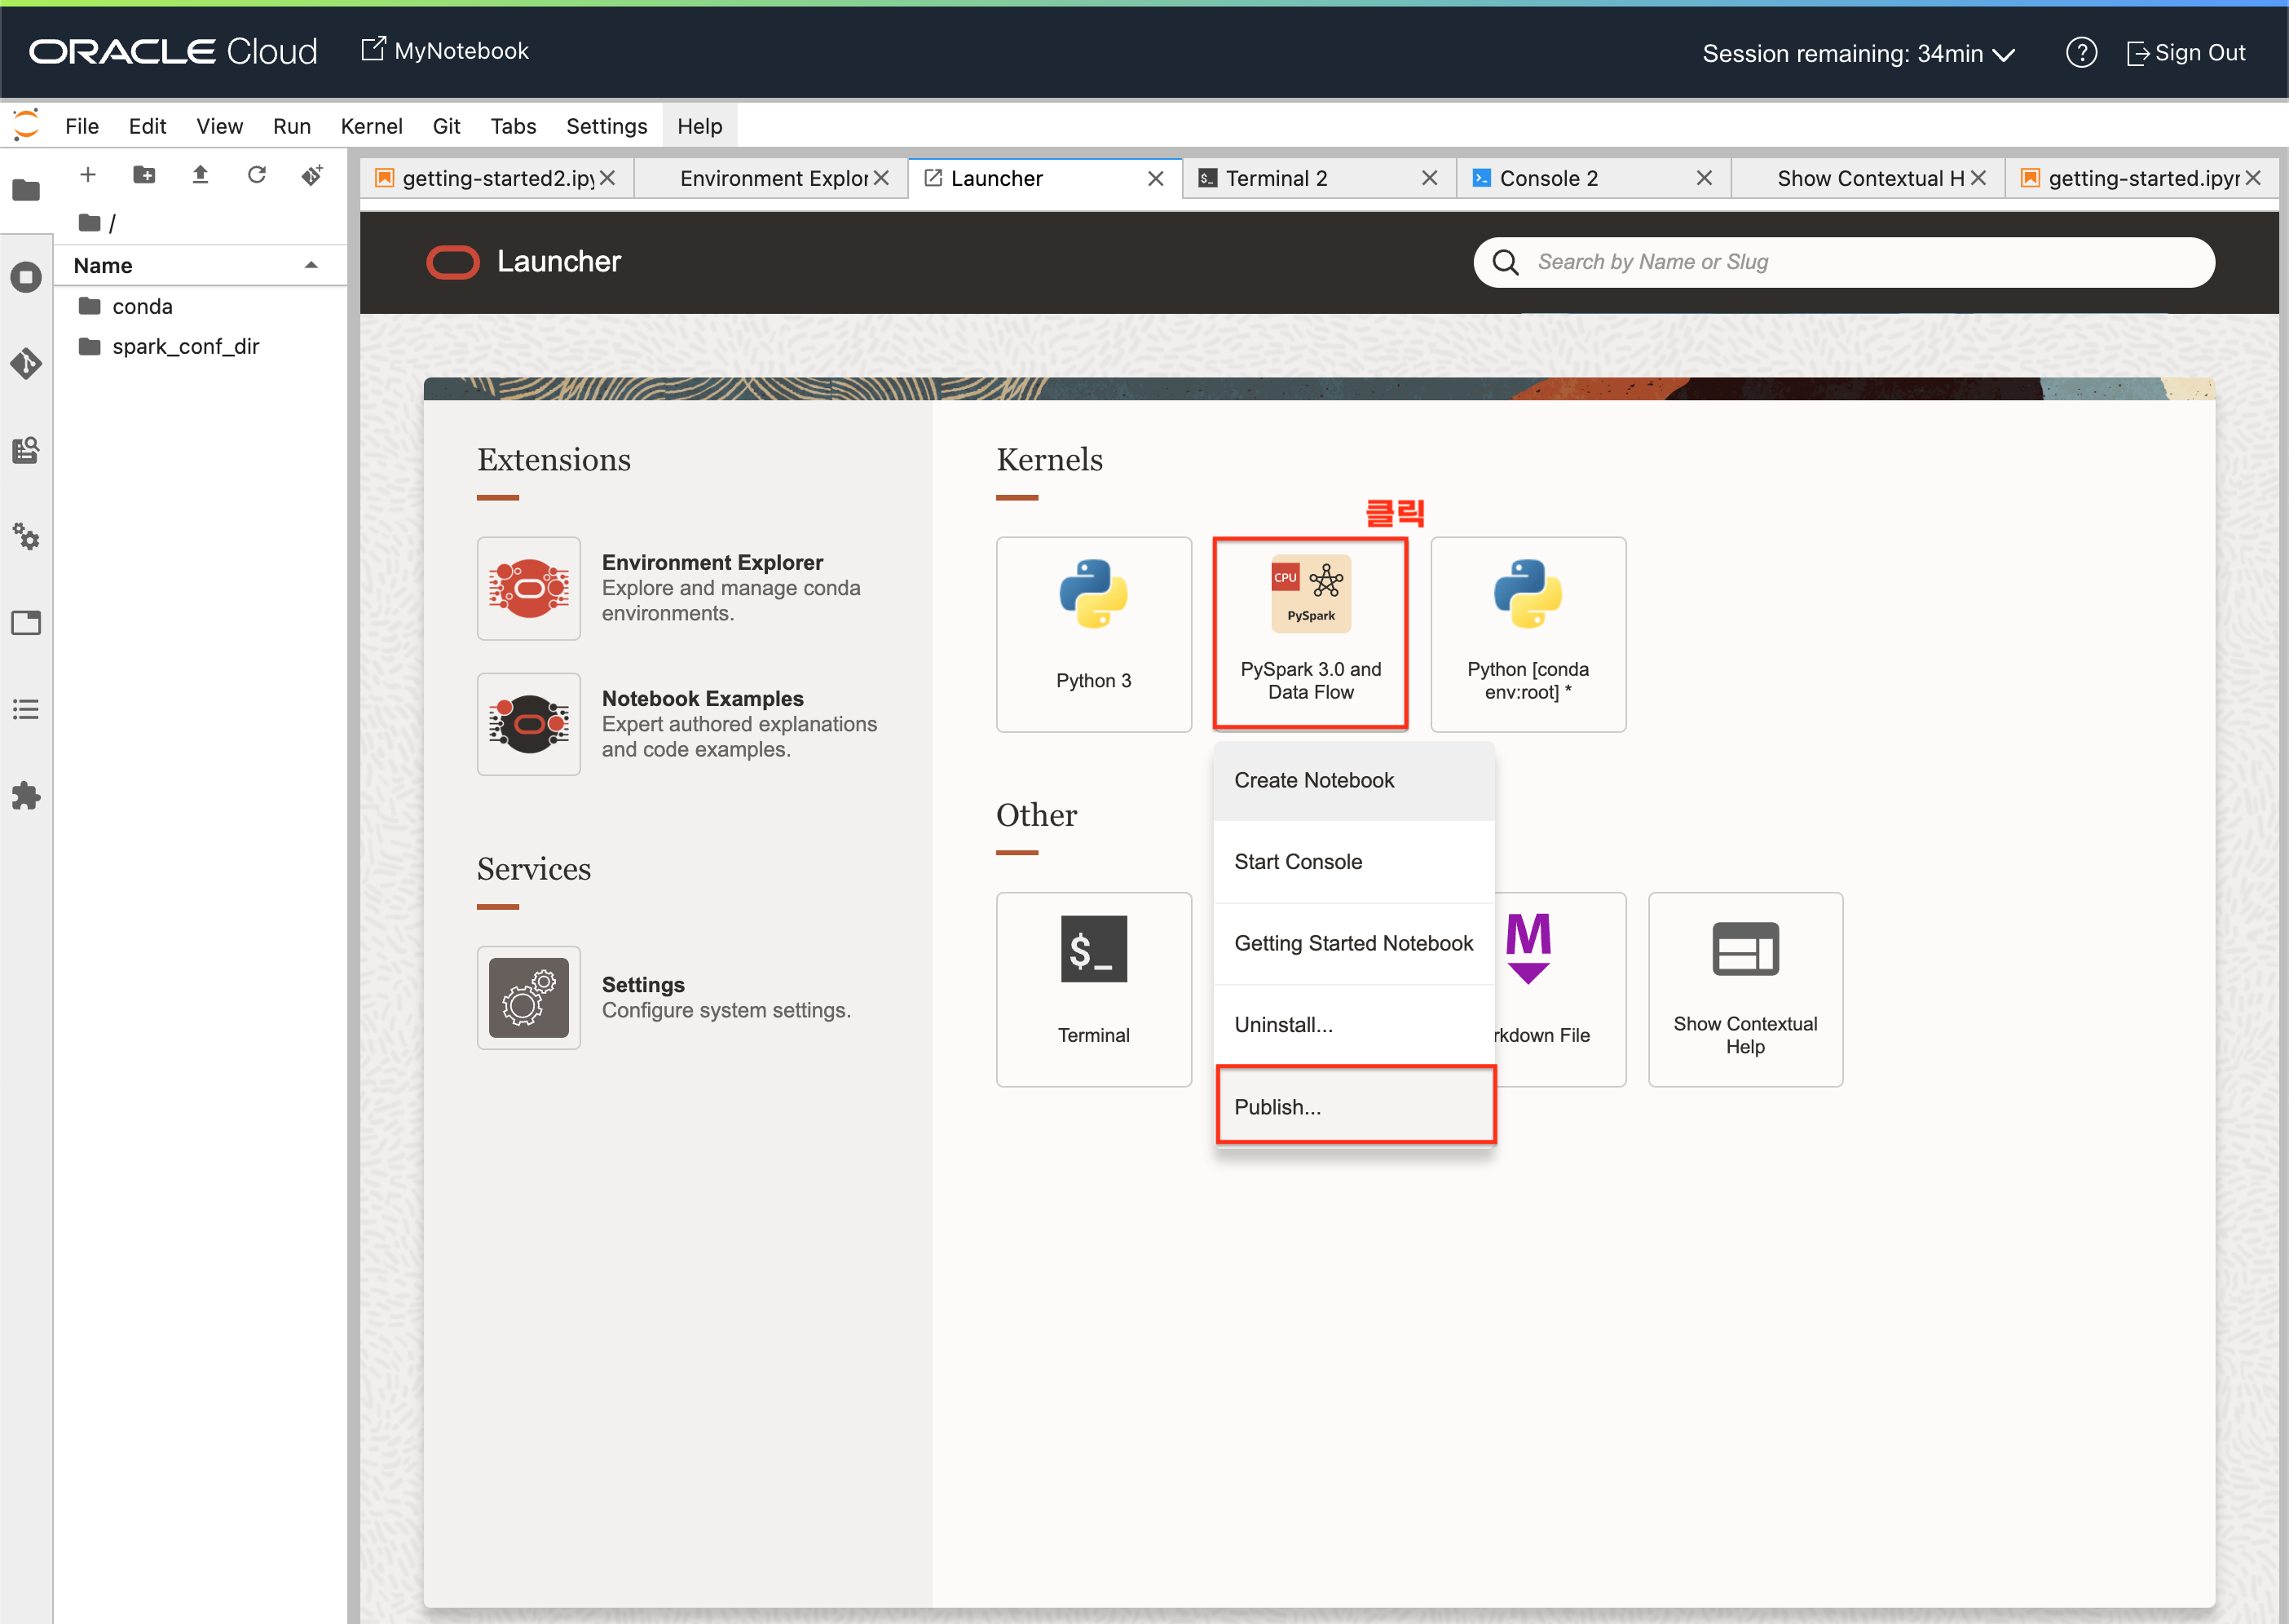 ORACLE Cloud MyNotebook Session remaining: 34min ? Sign Out
File Edit View Run Kernel Git Tabs Settings Help
getting-started2.ipy Environment Explor Launcher Terminal 2 Console 2 Show Contextual H getting-started.ipyn
/
Name
conda
spark_conf_dir
Launcher
Search by Name or Slug
Extensions
Environment Explorer
Explore and manage conda
environments.
Notebook Examples
Expert authored explanations
and code examples.
Services
Settings
Configure system settings.
Kernels
클릭
Python 3
CPU
PySpark
PySpark 3.0 and
Data Flow
Python [conda
env:root] *
Create Notebook
Start Console
Getting Started Notebook
Uninstall...
Publish...
Other
$_
Terminal
M
rkdown File
Show Contextual
Help